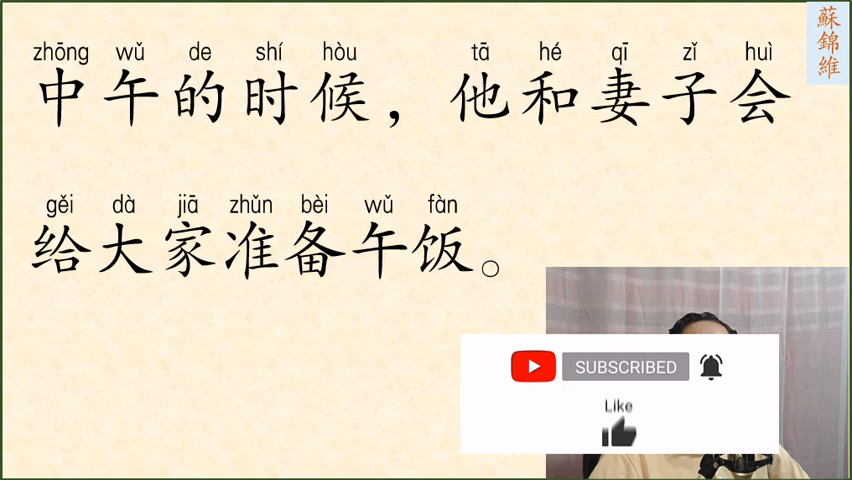 zhōng wǔ de shí hòu tā hé qī zǐ huì
中午的时候，他和妻子会
gěi dà jiā zhǔn bèi wǔ fàn
给大家准备午饭。
蘇錦維
SUBSCRIBED
Like